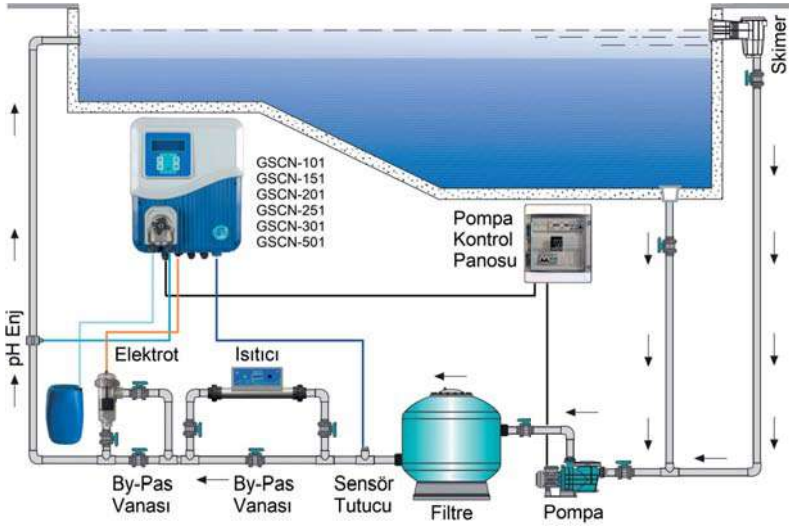 Skimer
GSCN-101
GSCN-151
GSCN-201
GSCN-251
GSCN-301
GSCN-501
Pompa
Kontrol
Panosu
pH Enj
Elektrot
Isıtıcı
By-Pas
Vanası
By-Pas
Vanası
Sensör
Tutucu
Filtre
Pompa